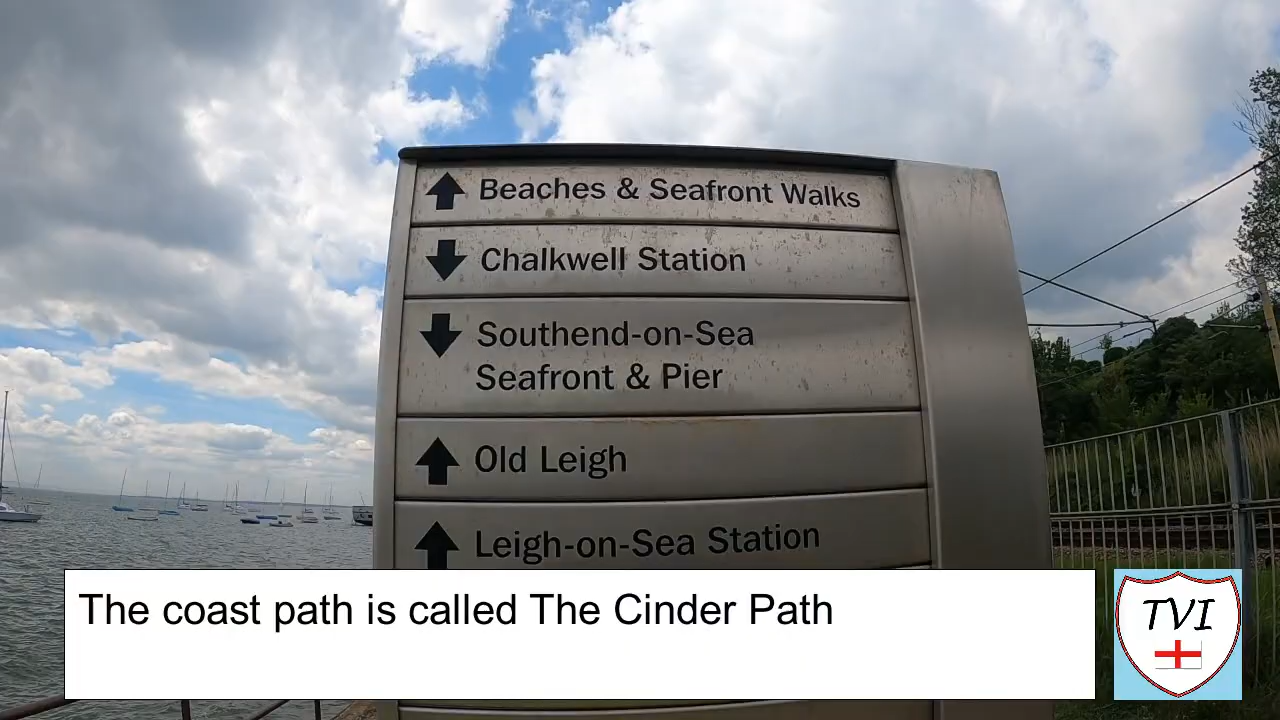 Beaches & Seafront Walks
Chalkwell Station
Southend-on-Sea
Seafront & Pier
Old Leigh
Leigh-on-Sea Station
The coast path is called The Cinder Path
TVI